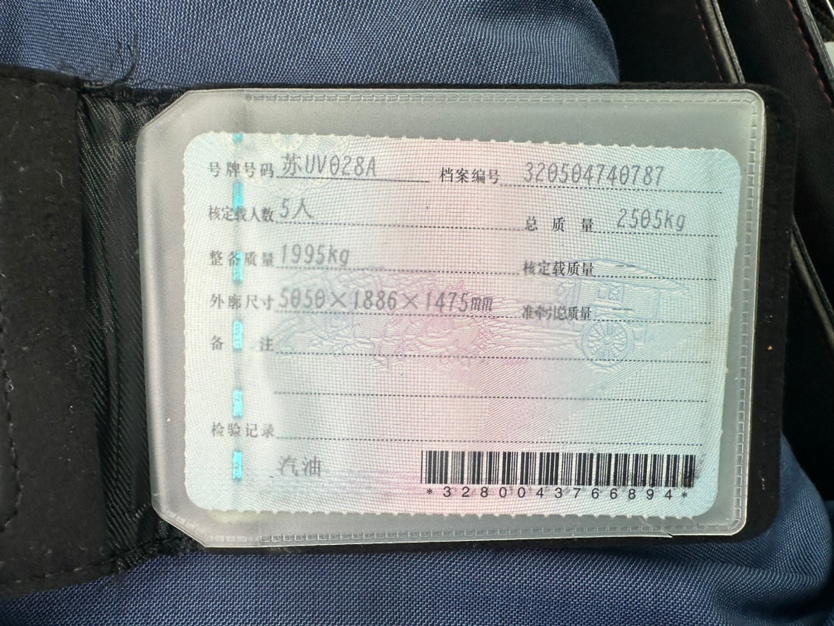 号牌号码 苏UV028A 档案编号 320504740787
核定载人数 5人 总质量 2505kg
整备质量 1995kg 核定载质量 --
外廓尺寸 5050×1886×1475mm 准牵引总质量 --
备注
检验记录
汽油
*3280043766894*